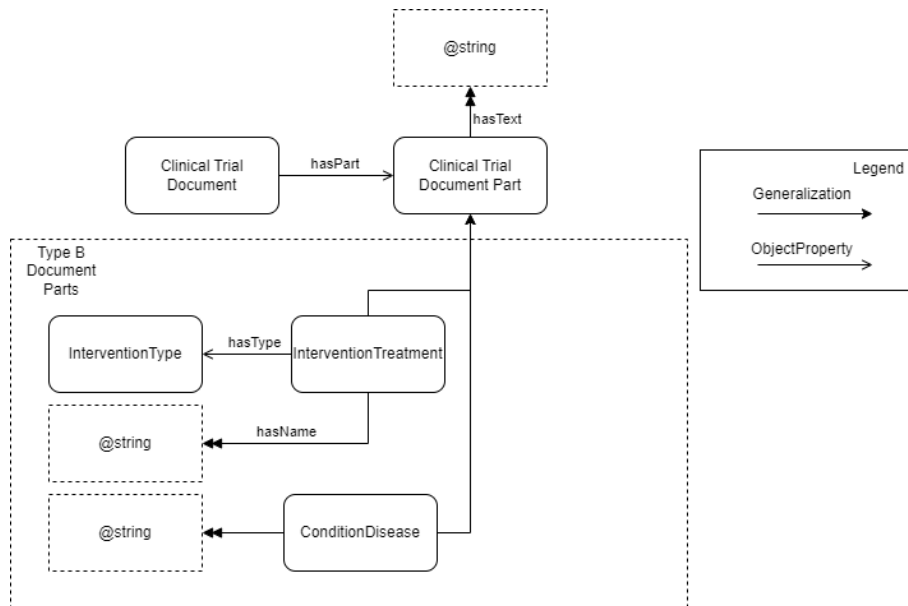 @string
hasText
Clinical Trial
Document
hasPart
Clinical Trial
Document Part
Legend
Generalization
ObjectProperty
Type B
Document
Parts
InterventionType
hasType
InterventionTreatment
@string
hasName
@string
ConditionDisease